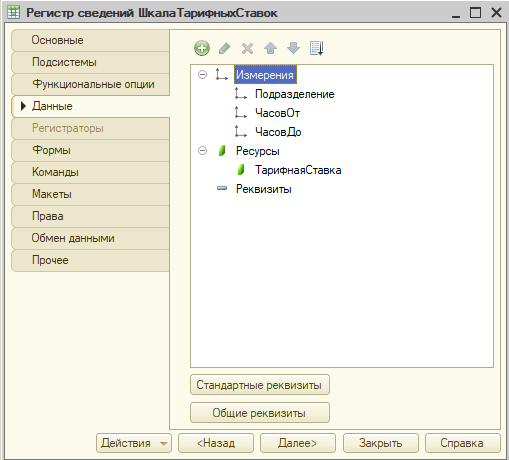 Регистр сведений ШкалаТарифныхСтавок
Основные
Подсистемы
Функциональные опции
Данные
Регистраторы
Формы
Команды
Макеты
Права
Обмен данными
Прочее
Измерения
Подразделение
ЧасовОт
ЧасовДо
Ресурсы
ТарифнаяСтавка
Реквизиты
Стандартные реквизиты
Общие реквизиты
Действия
<Назад
Далее>
Закрыть
Справка